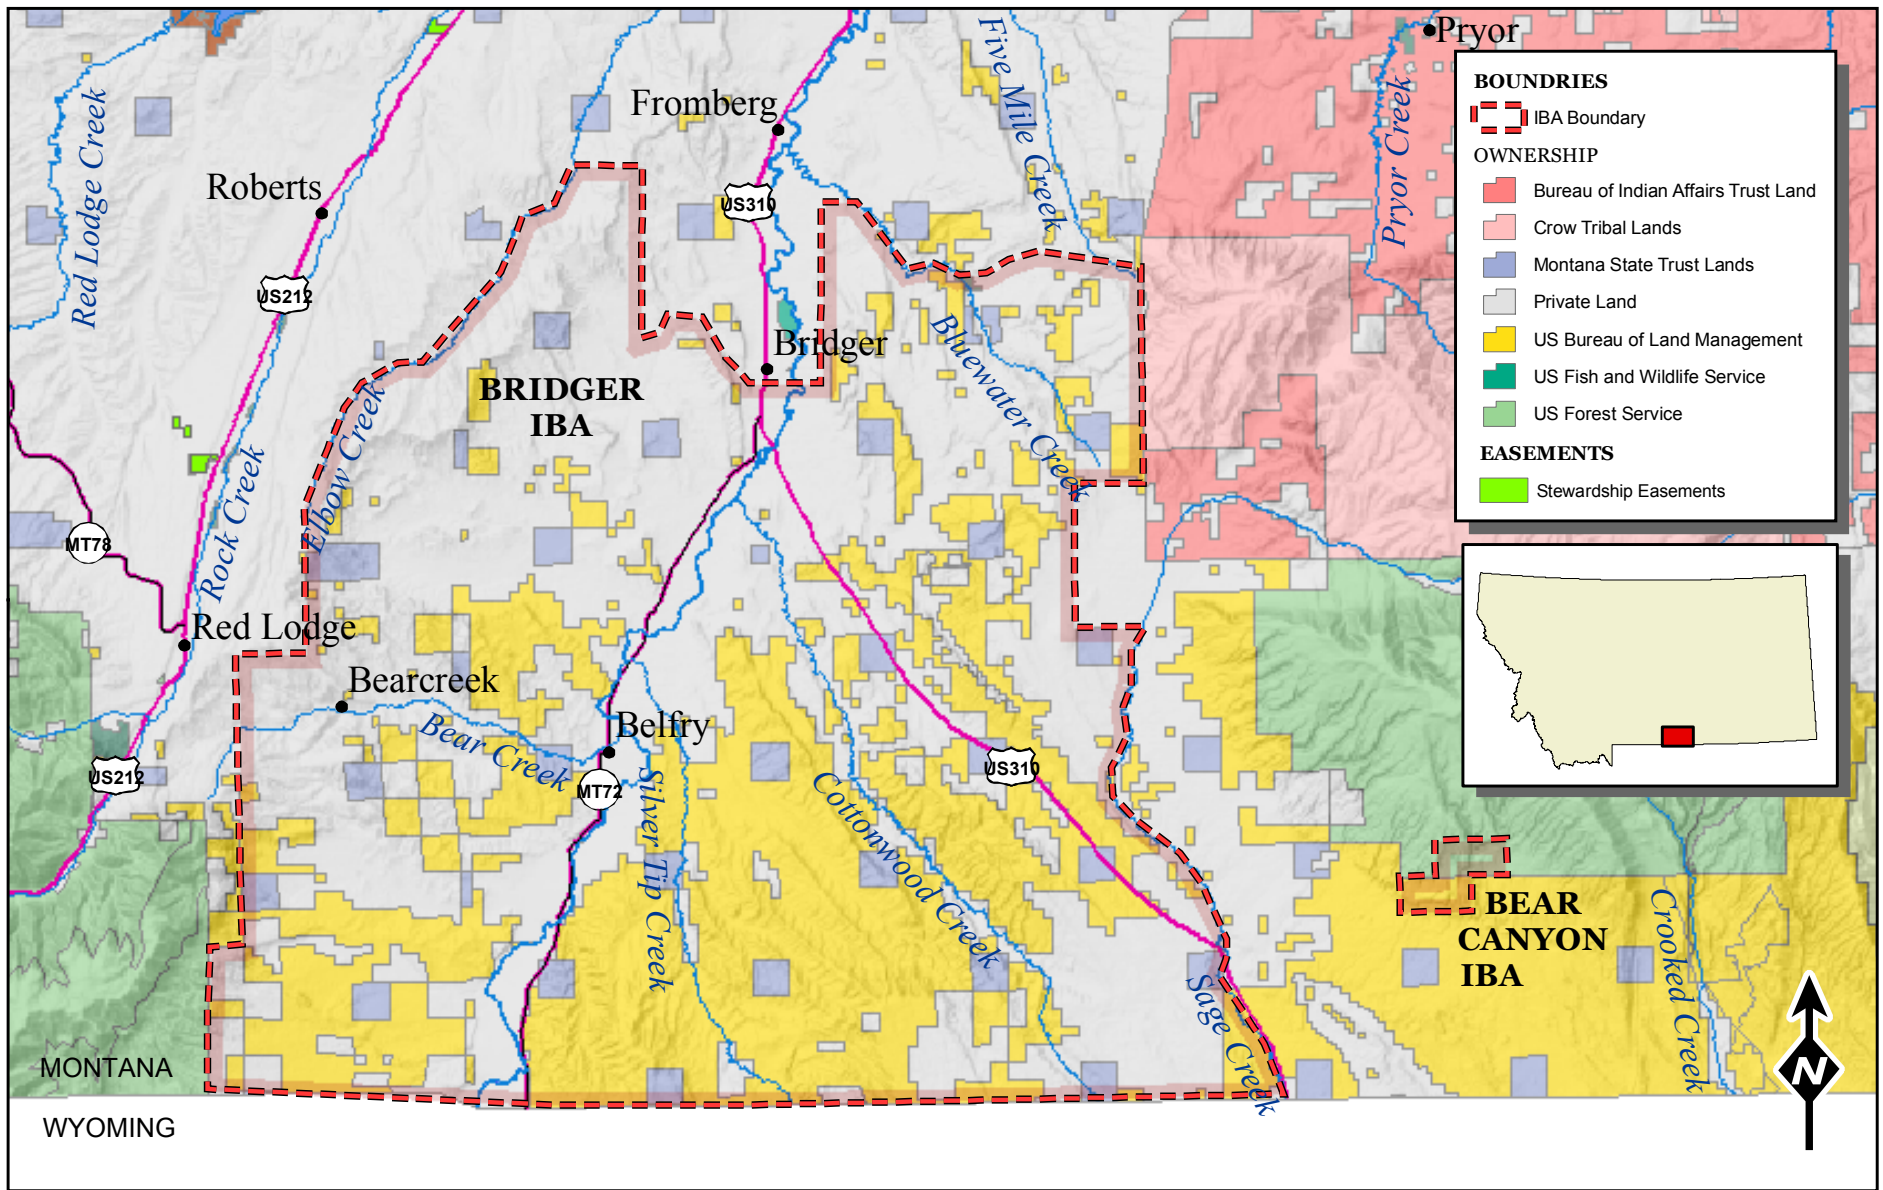 Pryor
Five Mile Creek
Fromberg
Red Lodge Creek
Pryor Creek
Roberts
US310
US212
Bridger
Bluewater Creek
BRIDGER
IBA
Elbow Creek
Rock Creek
MT78
Red Lodge
Bearcreek
Bear Creek
Belfry
US212
MT72
Silver Tip Creek
Cottonwood Creek
US310
BEAR
CANYON
IBA
Crooked Creek
Sage Creek
MONTANA
WYOMING
BOUNDRIES
IBA Boundary
OWNERSHIP
Bureau of Indian Affairs Trust Land
Crow Tribal Lands
Montana State Trust Lands
Private Land
US Bureau of Land Management
US Fish and Wildlife Service
US Forest Service
EASEMENTS
Stewardship Easements
N